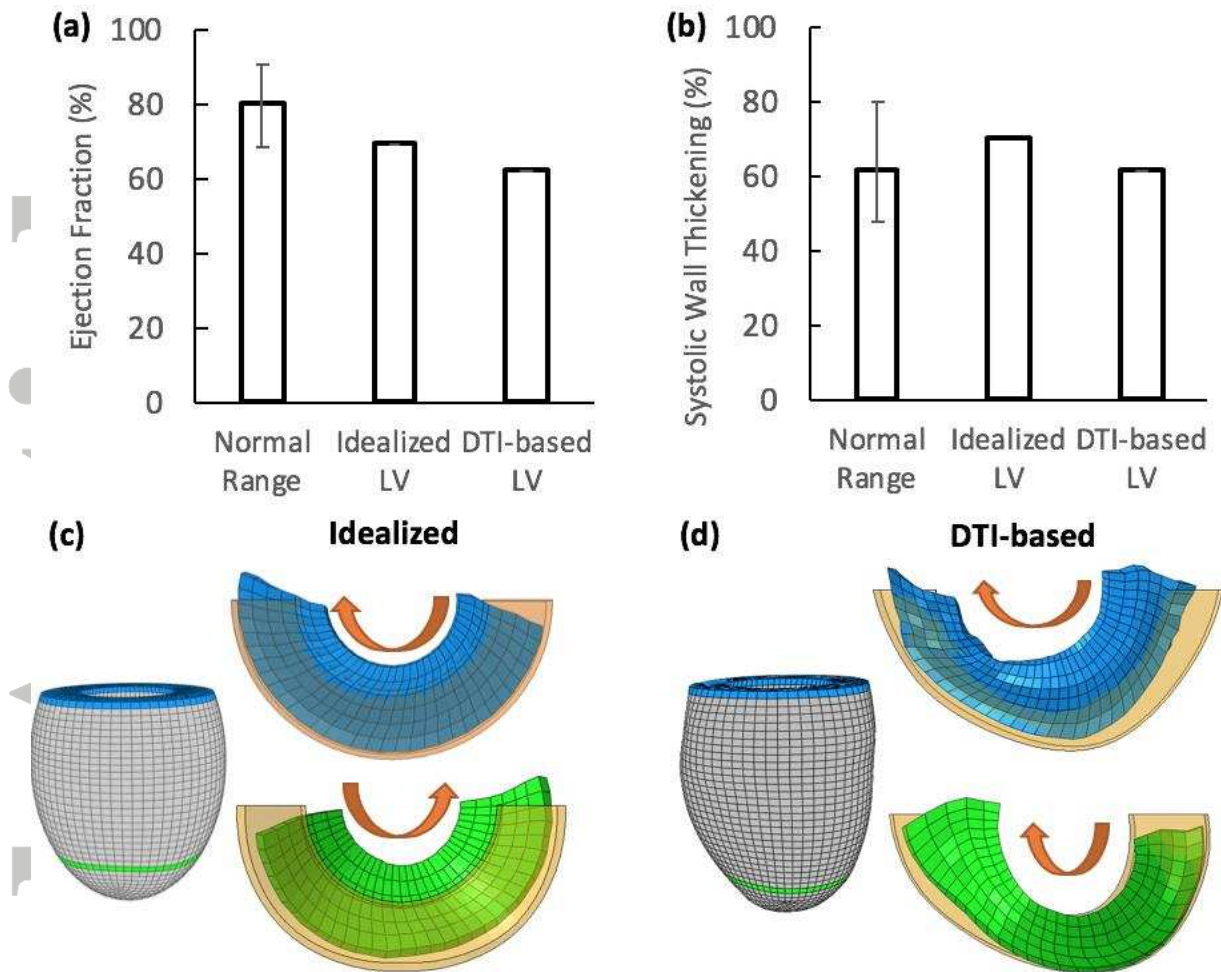 (a)
100
80
60
40
20
0
Ejection Fraction (%)
Normal Range
Idealized LV
DTI-based LV
(b)
100
80
60
40
20
0
Systolic Wall Thickening (%)
Normal Range
Idealized LV
DTI-based LV
(c)
Idealized
(d)
DTI-based